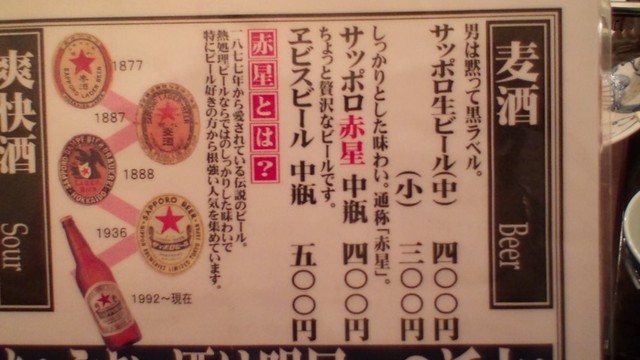 麦酒
Beer
男は黙って黒ラベル。
サッポロ生ビール(中) 四〇〇円
(小) 三〇〇円
しっかりとした味わい。通称「赤星」。
サッポロ赤星 中瓶 四〇〇円
ちょっと贅沢なビールです。
ヱビスビール 中瓶 五〇〇円
赤星とは?
一八七七年から愛されている伝説のビール。
熱処理ビールならではのしっかりした味わいで
特にビール好きの方から根強い人気を集めています。
1877
1887
1888
1936
1992〜現在
爽快酒
Sour